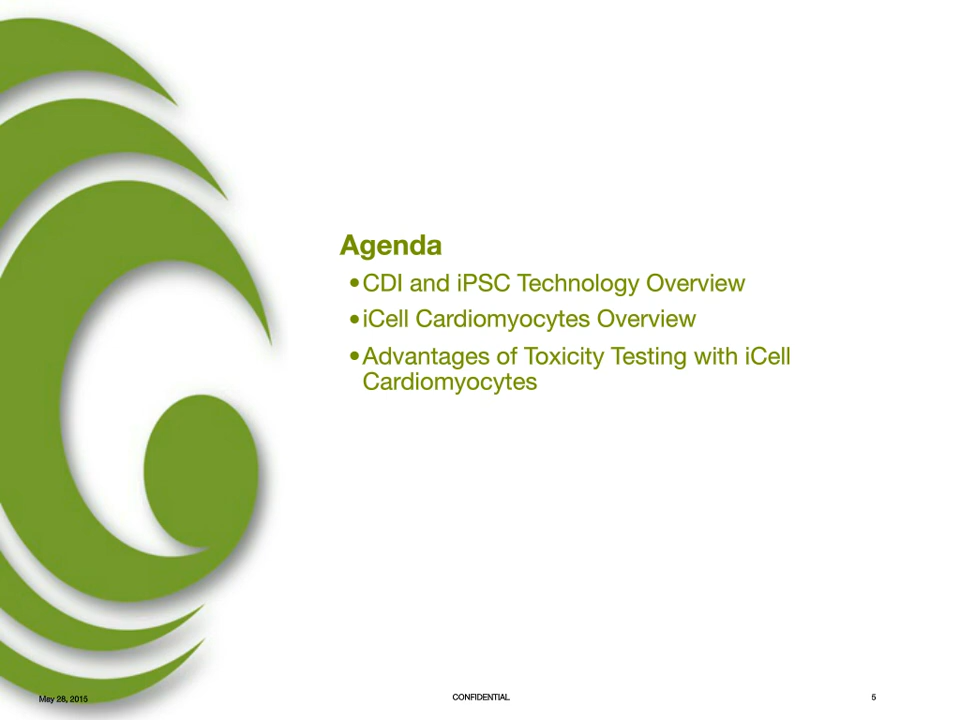 Agenda
•CDI and iPSC Technology Overview
•iCell Cardiomyocytes Overview
•Advantages of Toxicity Testing with iCell
Cardiomyocytes
May 28, 2015
CONFIDENTIAL
5